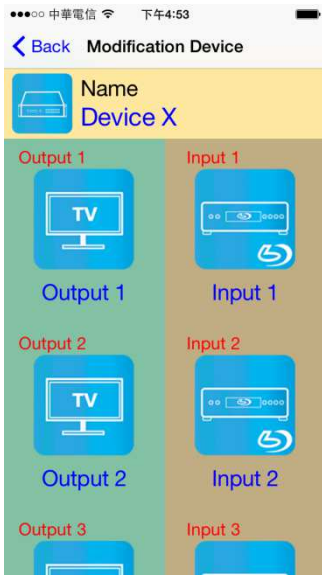 中華電信 下午4:53
Back Modification Device
Name
Device X
Output 1 Input 1
TV
Output 1 Input 1
Output 2 Input 2
TV
Output 2 Input 2
Output 3 Input 3